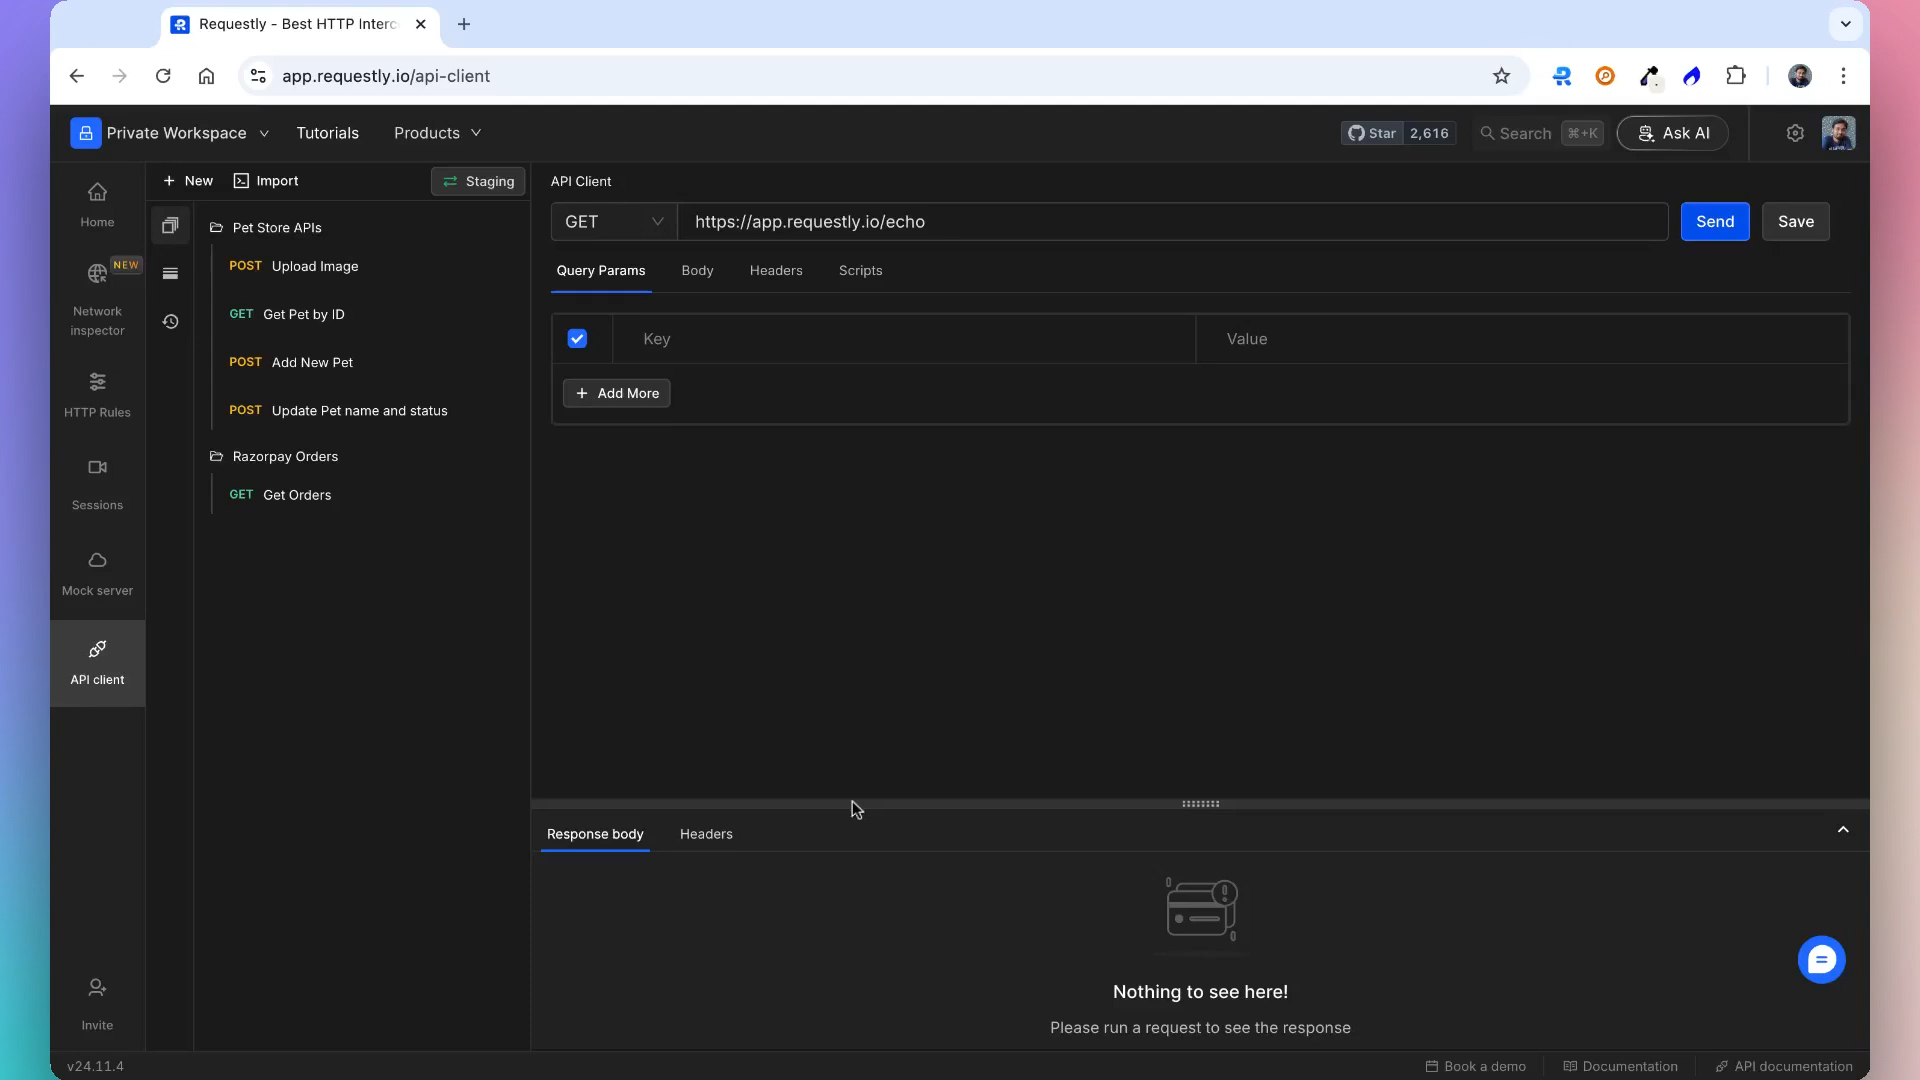 Requestly - Best HTTP Interc
app.requestly.io/api-client
Private Workspace
Tutorials
Products
Star 2,616
Search ⌘+K
Ask AI
Home
NEW
Network
inspector
HTTP Rules
Sessions
Mock server
API client
Invite
v24.11.4
+ New
Import
Staging
Pet Store APIs
POST Upload Image
GET Get Pet by ID
POST Add New Pet
POST Update Pet name and status
Razorpay Orders
GET Get Orders
API Client
GET
https://app.requestly.io/echo
Send
Save
Query Params
Body
Headers
Scripts
Key
Value
+ Add More
Response body
Headers
Nothing to see here!
Please run a request to see the response
Book a demo
Documentation
API documentation